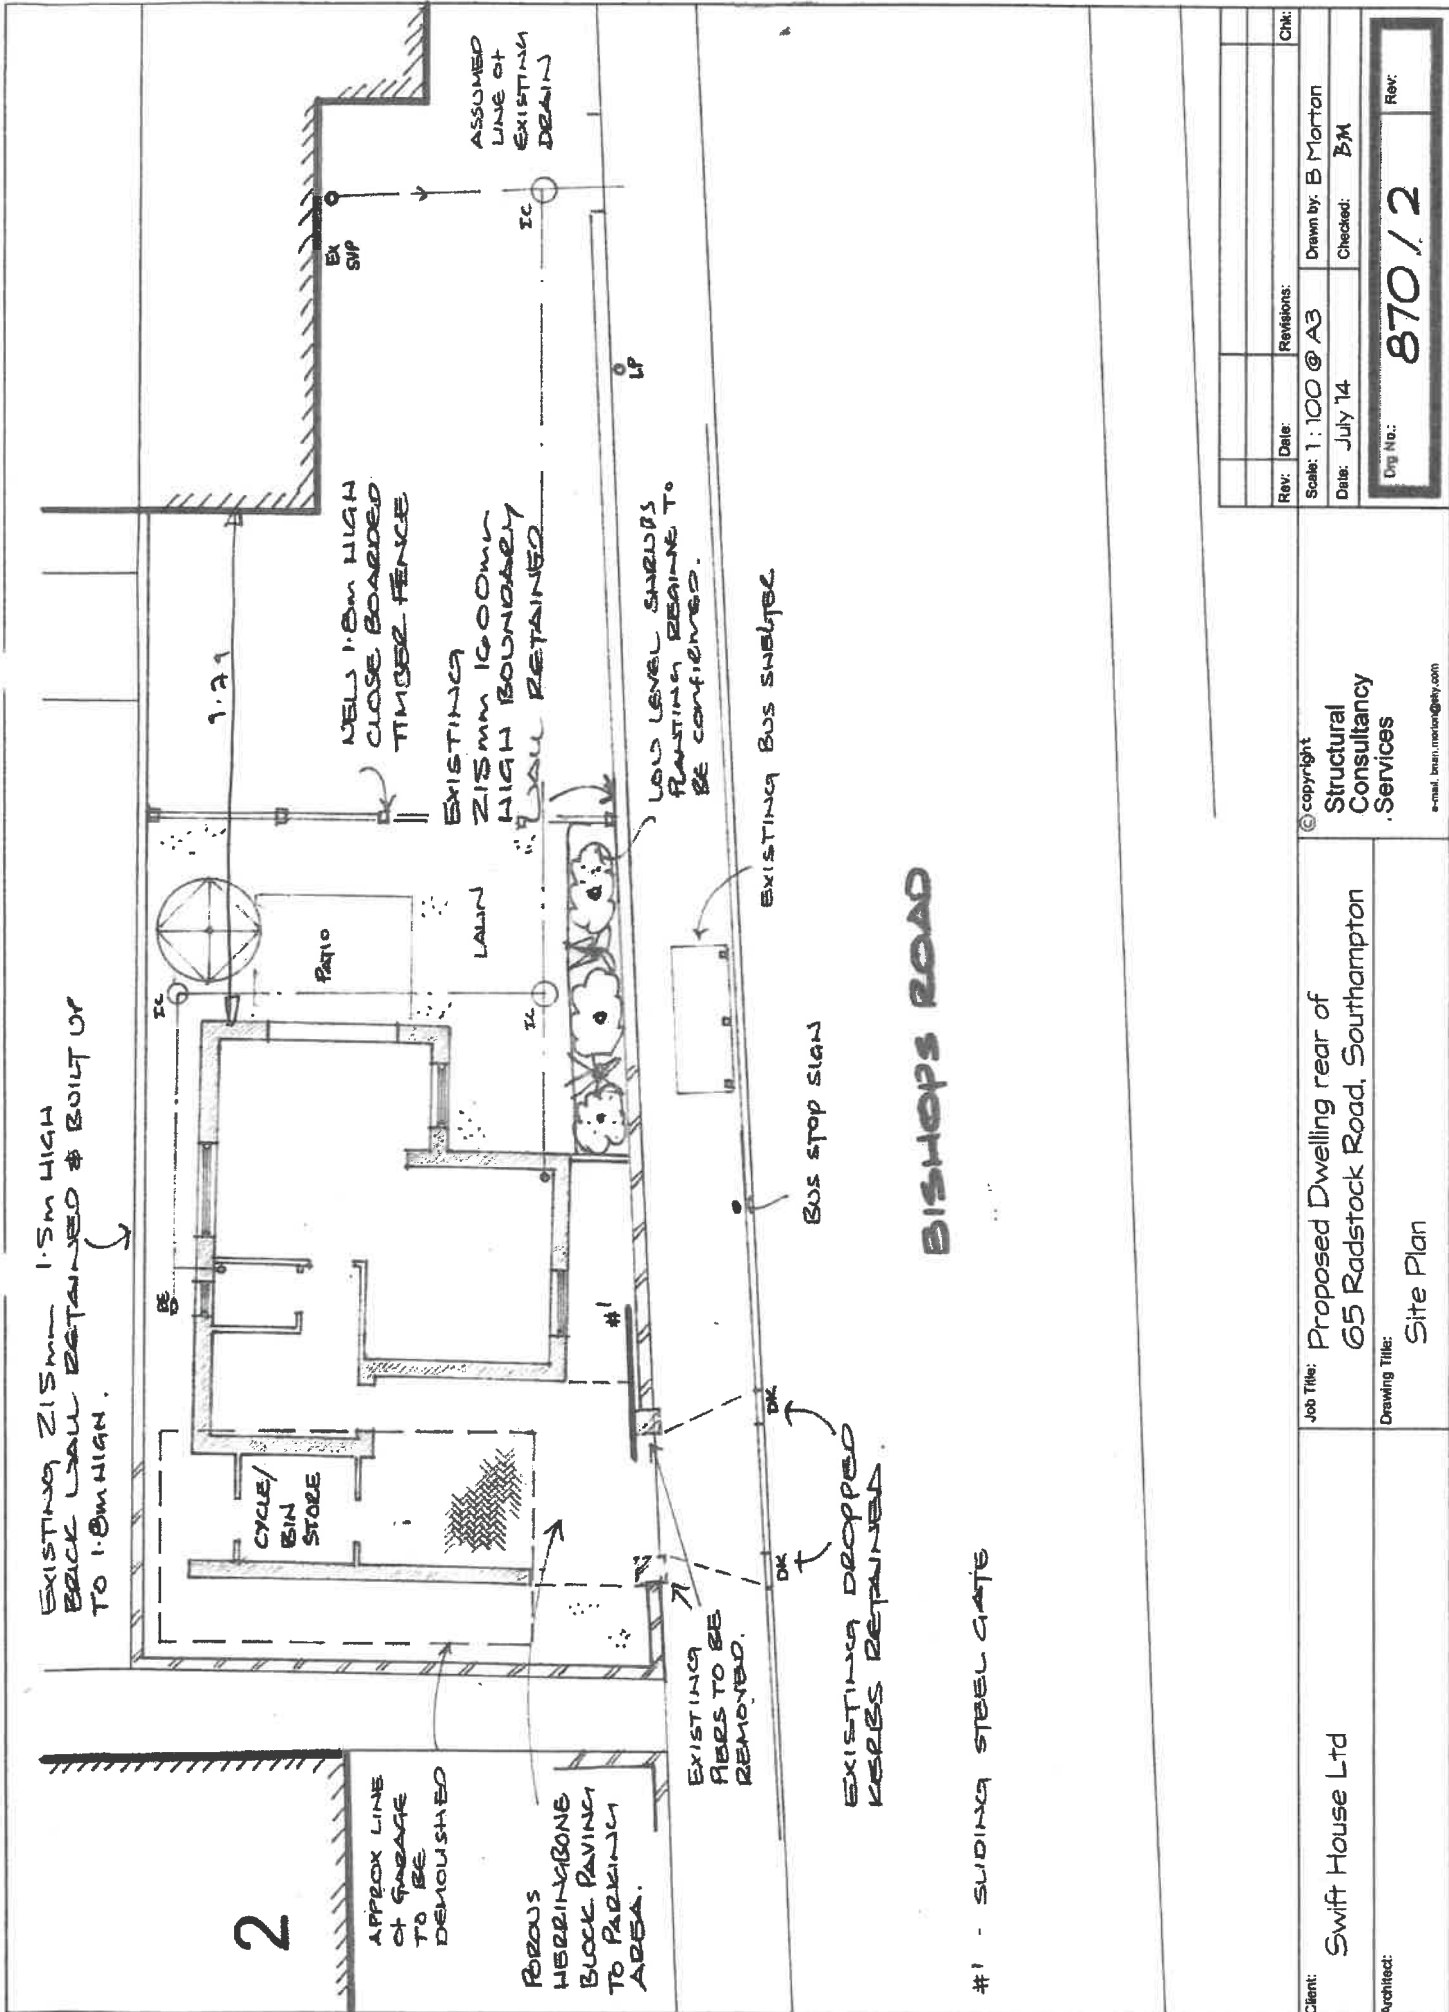 EXISTING 215mm 1.5m HIGH
BRICK WALL RETAINED & BUILT UP
TO 1.8m HIGH.
2
APPROX LINE
OF GARAGE
TO BE
DEMOLISHED
POROUS
HERRINGBONE
BLOCK PAVING
TO PARKING
AREA.
CYCLE/
BIN
STORE
EXISTING
PIERS TO BE
REMOVED.
EXISTING DROPPED
KERBS RETAINED.
DK
DK
#1
#1 - SLIDING STEEL GATE
IC
IC
PATIO
LAWN
9.29
NEW 1.8m HIGH
CLOSE BOARDED
TIMBER FENCE
EXISTING
215mm 1600mm
HIGH BOUNDARY
WALL RETAINED
LOW LEVEL SHRUBS
PLANTING REGIME TO
BE CONFIRMED.
EXISTING BUS SHELTER
BUS STOP SIGN
BISHOPS ROAD
EX
SVP
IC
LP
ASSUMED
LINE OF
EXISTING
DRAIN
Client:
Swift House Ltd
Architect:
Job Title: Proposed Dwelling rear of
65 Radstock Road, Southampton
Drawing Title:
Site Plan
© copyright
Structural
Consultancy
Services
Rev: Date: Revisions: Chk:
Scale: 1:100 @ A3 Drawn by: B Morton
Date: July 14 Checked: BM
Drg No.: 870 / 2 Rev: